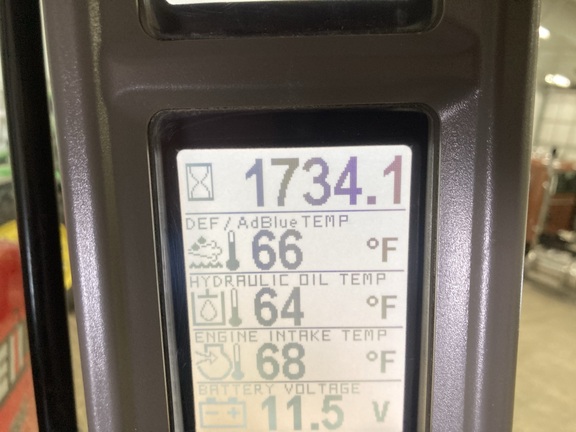 1734.1
DEF / AdBlue TEMP
66 °F
HYDRAULIC OIL TEMP
64 °F
ENGINE INTAKE TEMP
68 °F
BATTERY VOLTAGE
11.5 V